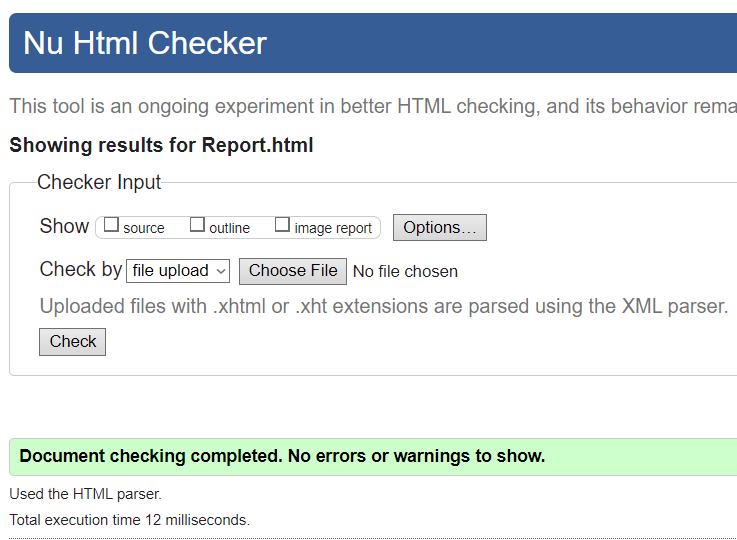 Nu Html Checker
This tool is an ongoing experiment in better HTML checking, and its behavior rema
Showing results for Report.html
Checker Input
Show source outline image report Options…
Check by file upload Choose File No file chosen
Uploaded files with .xhtml or .xht extensions are parsed using the XML parser.
Check
Document checking completed. No errors or warnings to show.
Used the HTML parser.
Total execution time 12 milliseconds.